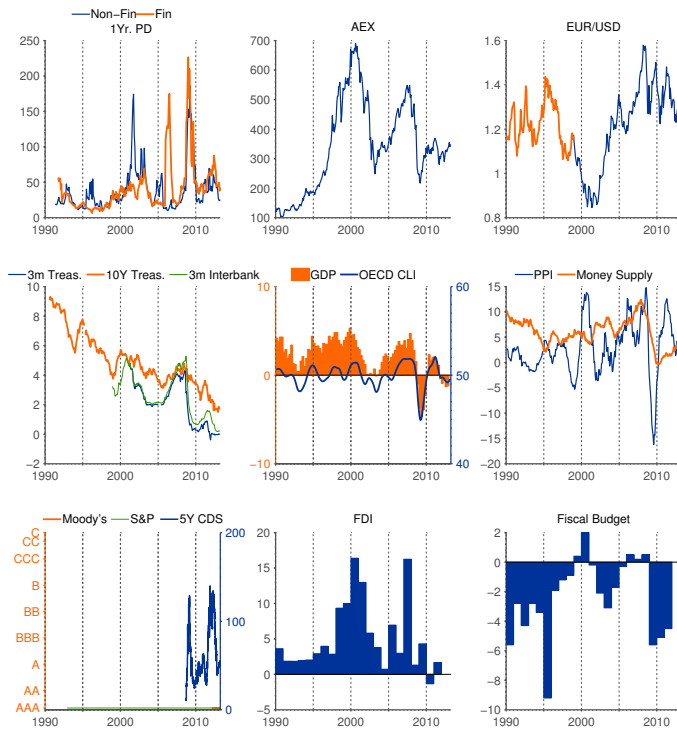 Non-Fin Fin
1Yr. PD
250
200
150
100
50
0
1990 2000 2010
AEX
700
600
500
400
300
200
100
1990 2000 2010
EUR/USD
1.6
1.4
1.2
1
0.8
1990 2000 2010
3m Treas. 10Y Treas. 3m Interbank
10
8
6
4
2
0
−2
1990 2000 2010
GDP OECD CLI
10 60
0 50
−10 40
1990 2000 2010
PPI Money Supply
15
10
5
0
−5
−10
−15
−20
1990 2000 2010
Moody's S&P 5Y CDS
C 200
CC
CCC
B
BB 100
BBB
A
AA
AAA 0
1990 2000 2010
FDI
20
15
10
5
0
−5
1990 2000 2010
Fiscal Budget
2
0
−2
−4
−6
−8
−10
1990 2000 2010